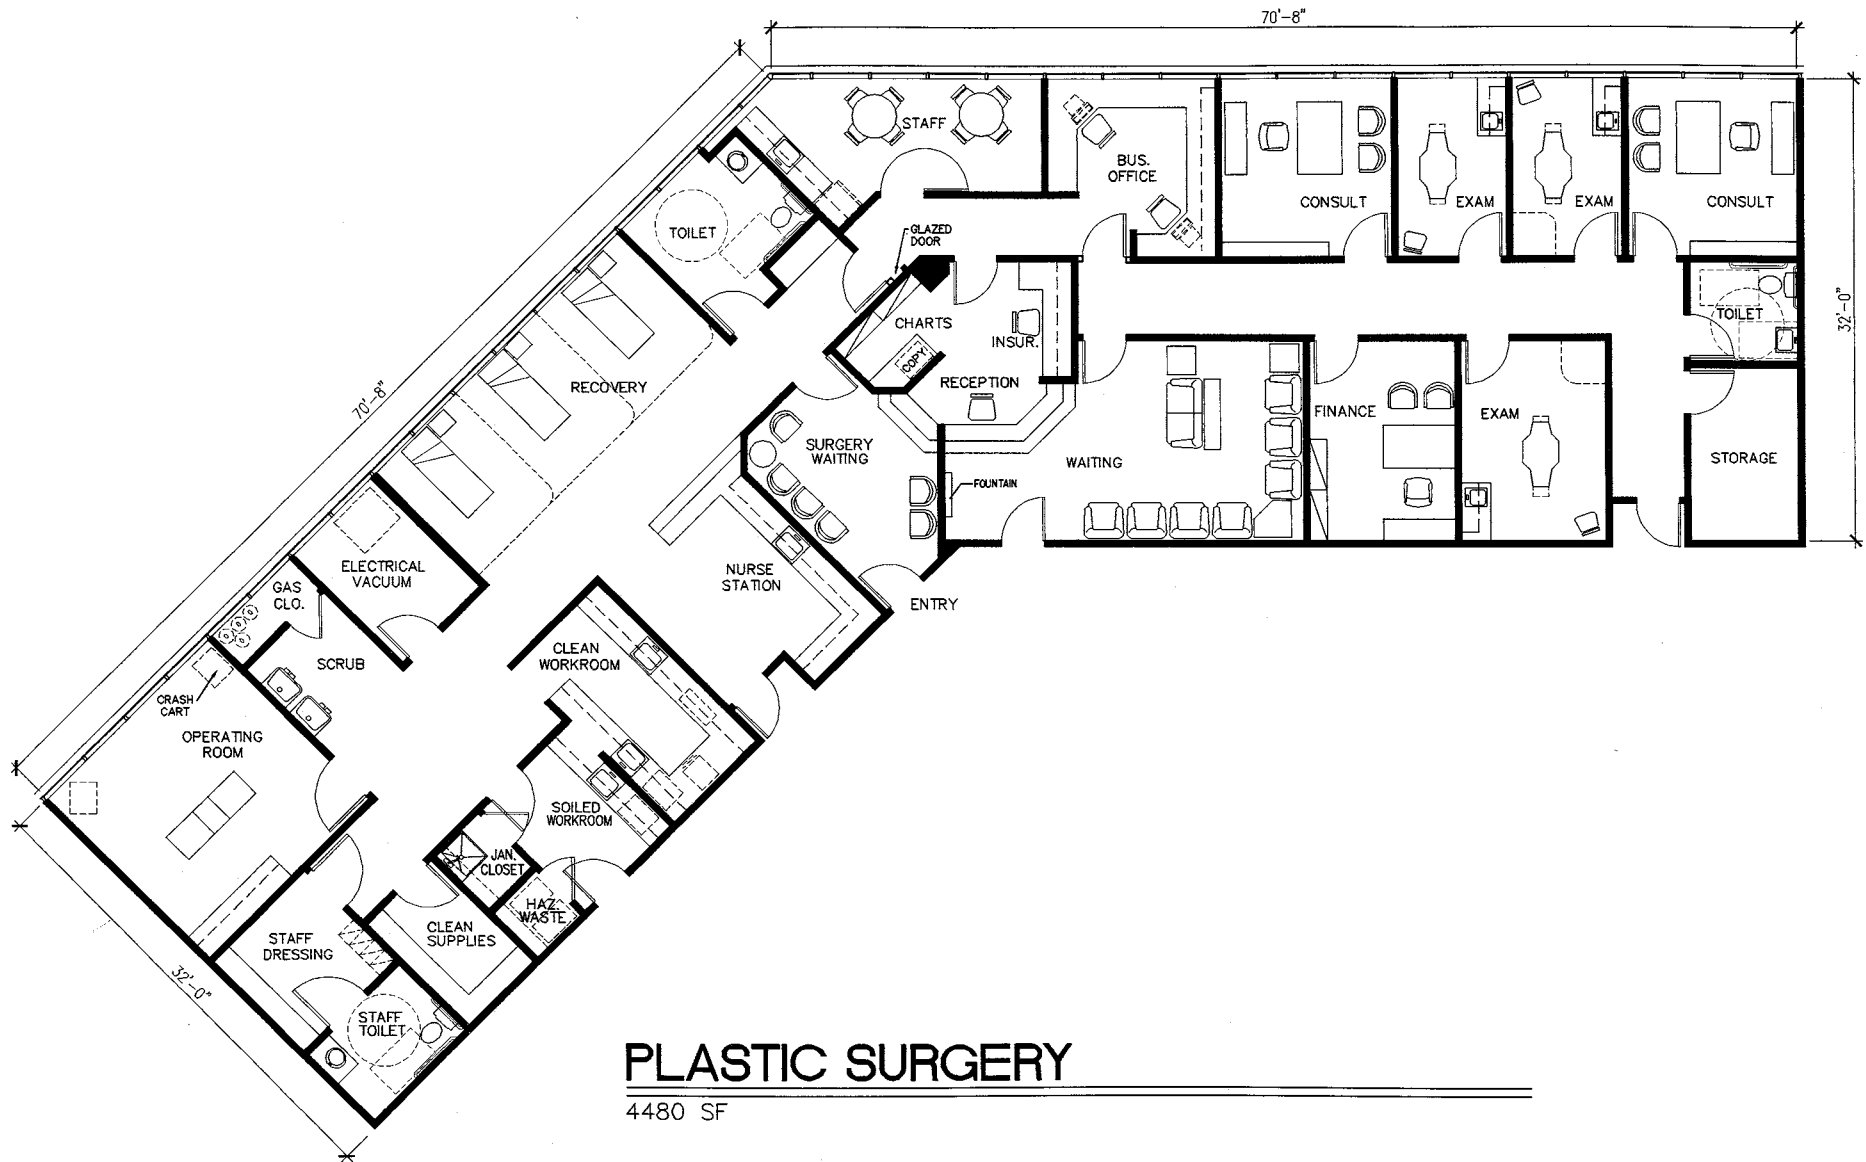 70'-8"
STAFF
BUS.
OFFICE
CONSULT
EXAM
EXAM
CONSULT
TOILET
GLAZED
DOOR
32'-0"
TOILET
CHARTS
INSUR.
COPY
RECOVERY
RECEPTION
70'-8"
FINANCE
EXAM
SURGERY
WAITING
WAITING
STORAGE
FOUNTAIN
ELECTRICAL
VACUUM
NURSE
STATION
GAS
CLO.
ENTRY
SCRUB
CLEAN
WORKROOM
CRASH
CART
OPERATING
ROOM
SOILED
WORKROOM
JAN.
CLOSET
HAZ.
WASTE
CLEAN
SUPPLIES
STAFF
DRESSING
32'-0"
STAFF
TOILET
PLASTIC SURGERY
4480 SF